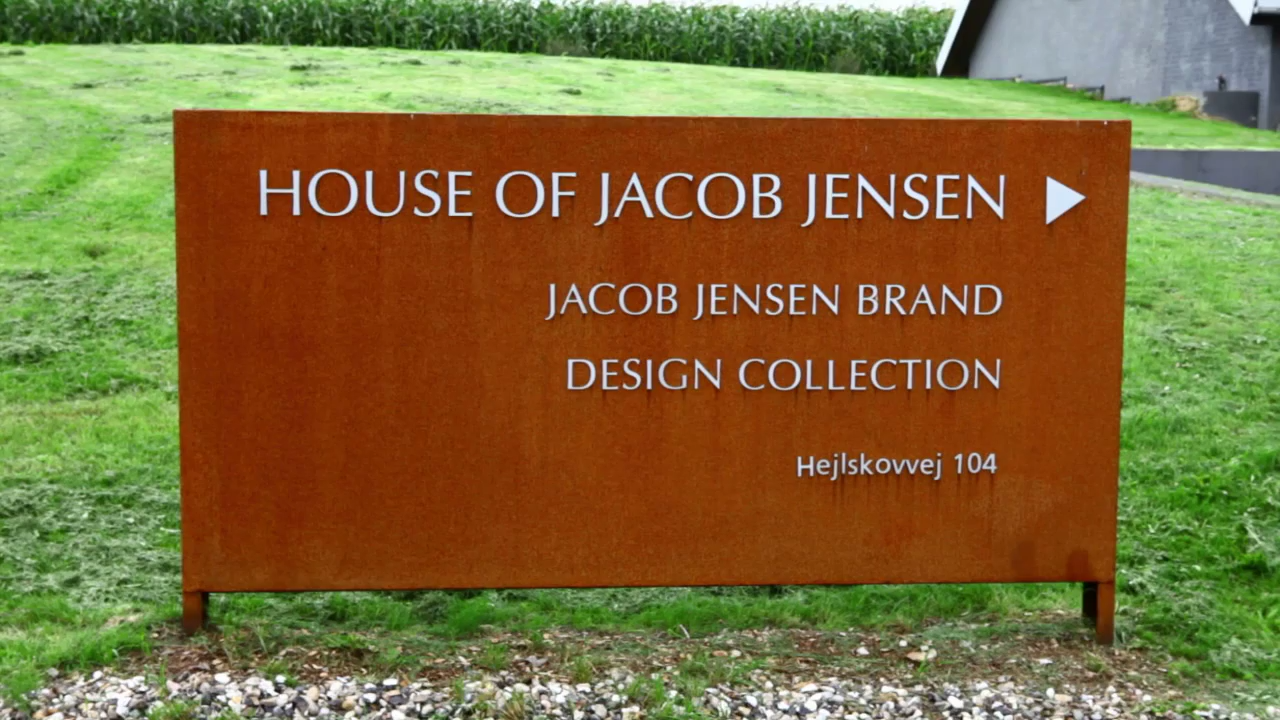 HOUSE OF JACOB JENSEN
JACOB JENSEN BRAND
DESIGN COLLECTION
Hejlskovvej 104